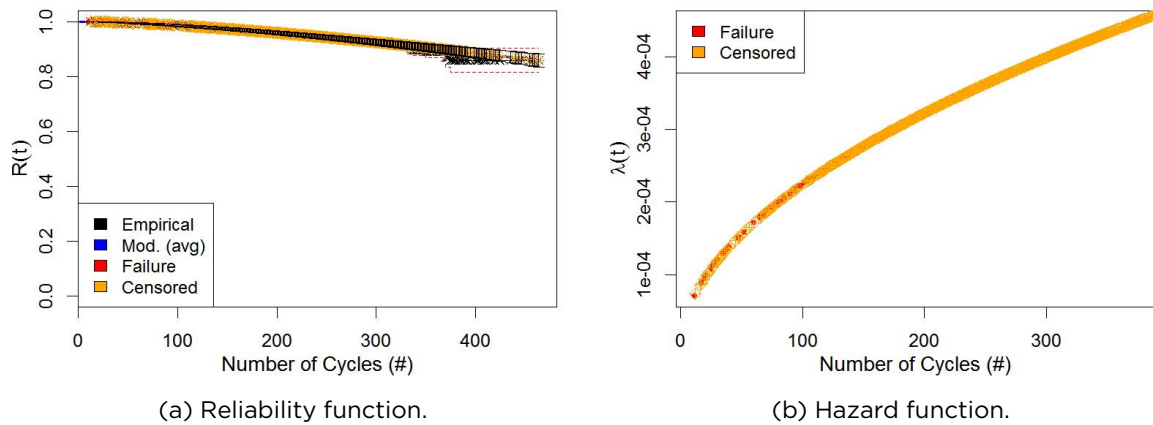 1.0
0.8
0.6
0.4
0.2
0.0
R(t)
Empirical
Mod. (avg)
Failure
Censored
0 100 200 300 400
Number of Cycles (#)
(a) Reliability function.
Failure
Censored
4e-04
3e-04
2e-04
1e-04
λ(t)
0 100 200 300
Number of Cycles (#)
(b) Hazard function.